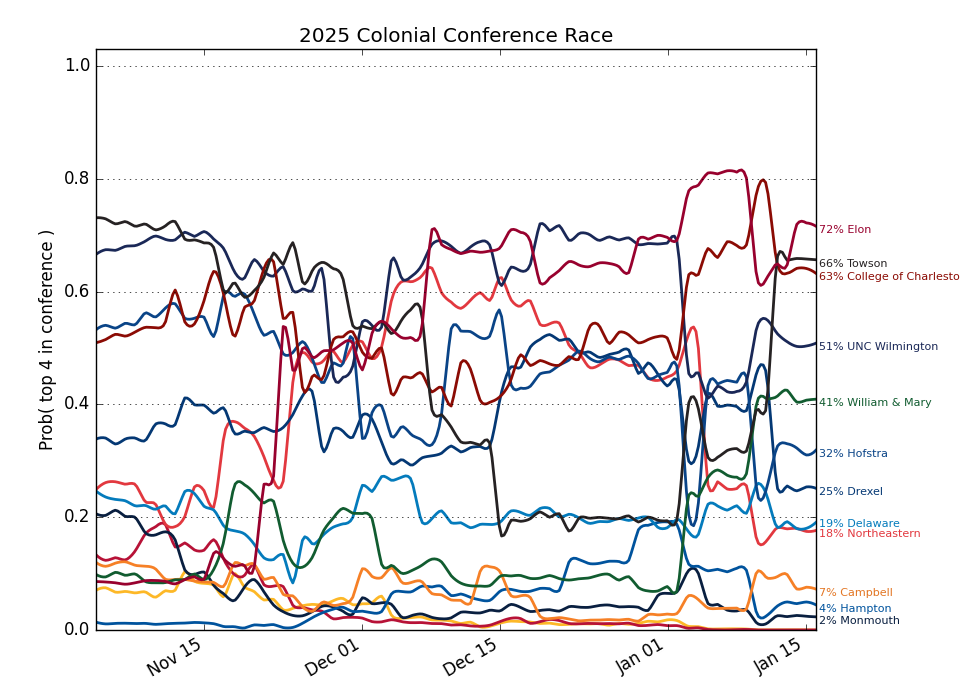 2025 Colonial Conference Race
Prob( top 4 in conference )
1.0
0.8
0.6
0.4
0.2
0.0
Nov 15
Dec 01
Dec 15
Jan 01
Jan 15
72% Elon
66% Towson
63% College of Charlesto
51% UNC Wilmington
41% William & Mary
32% Hofstra
25% Drexel
19% Delaware
18% Northeastern
7% Campbell
4% Hampton
2% Monmouth